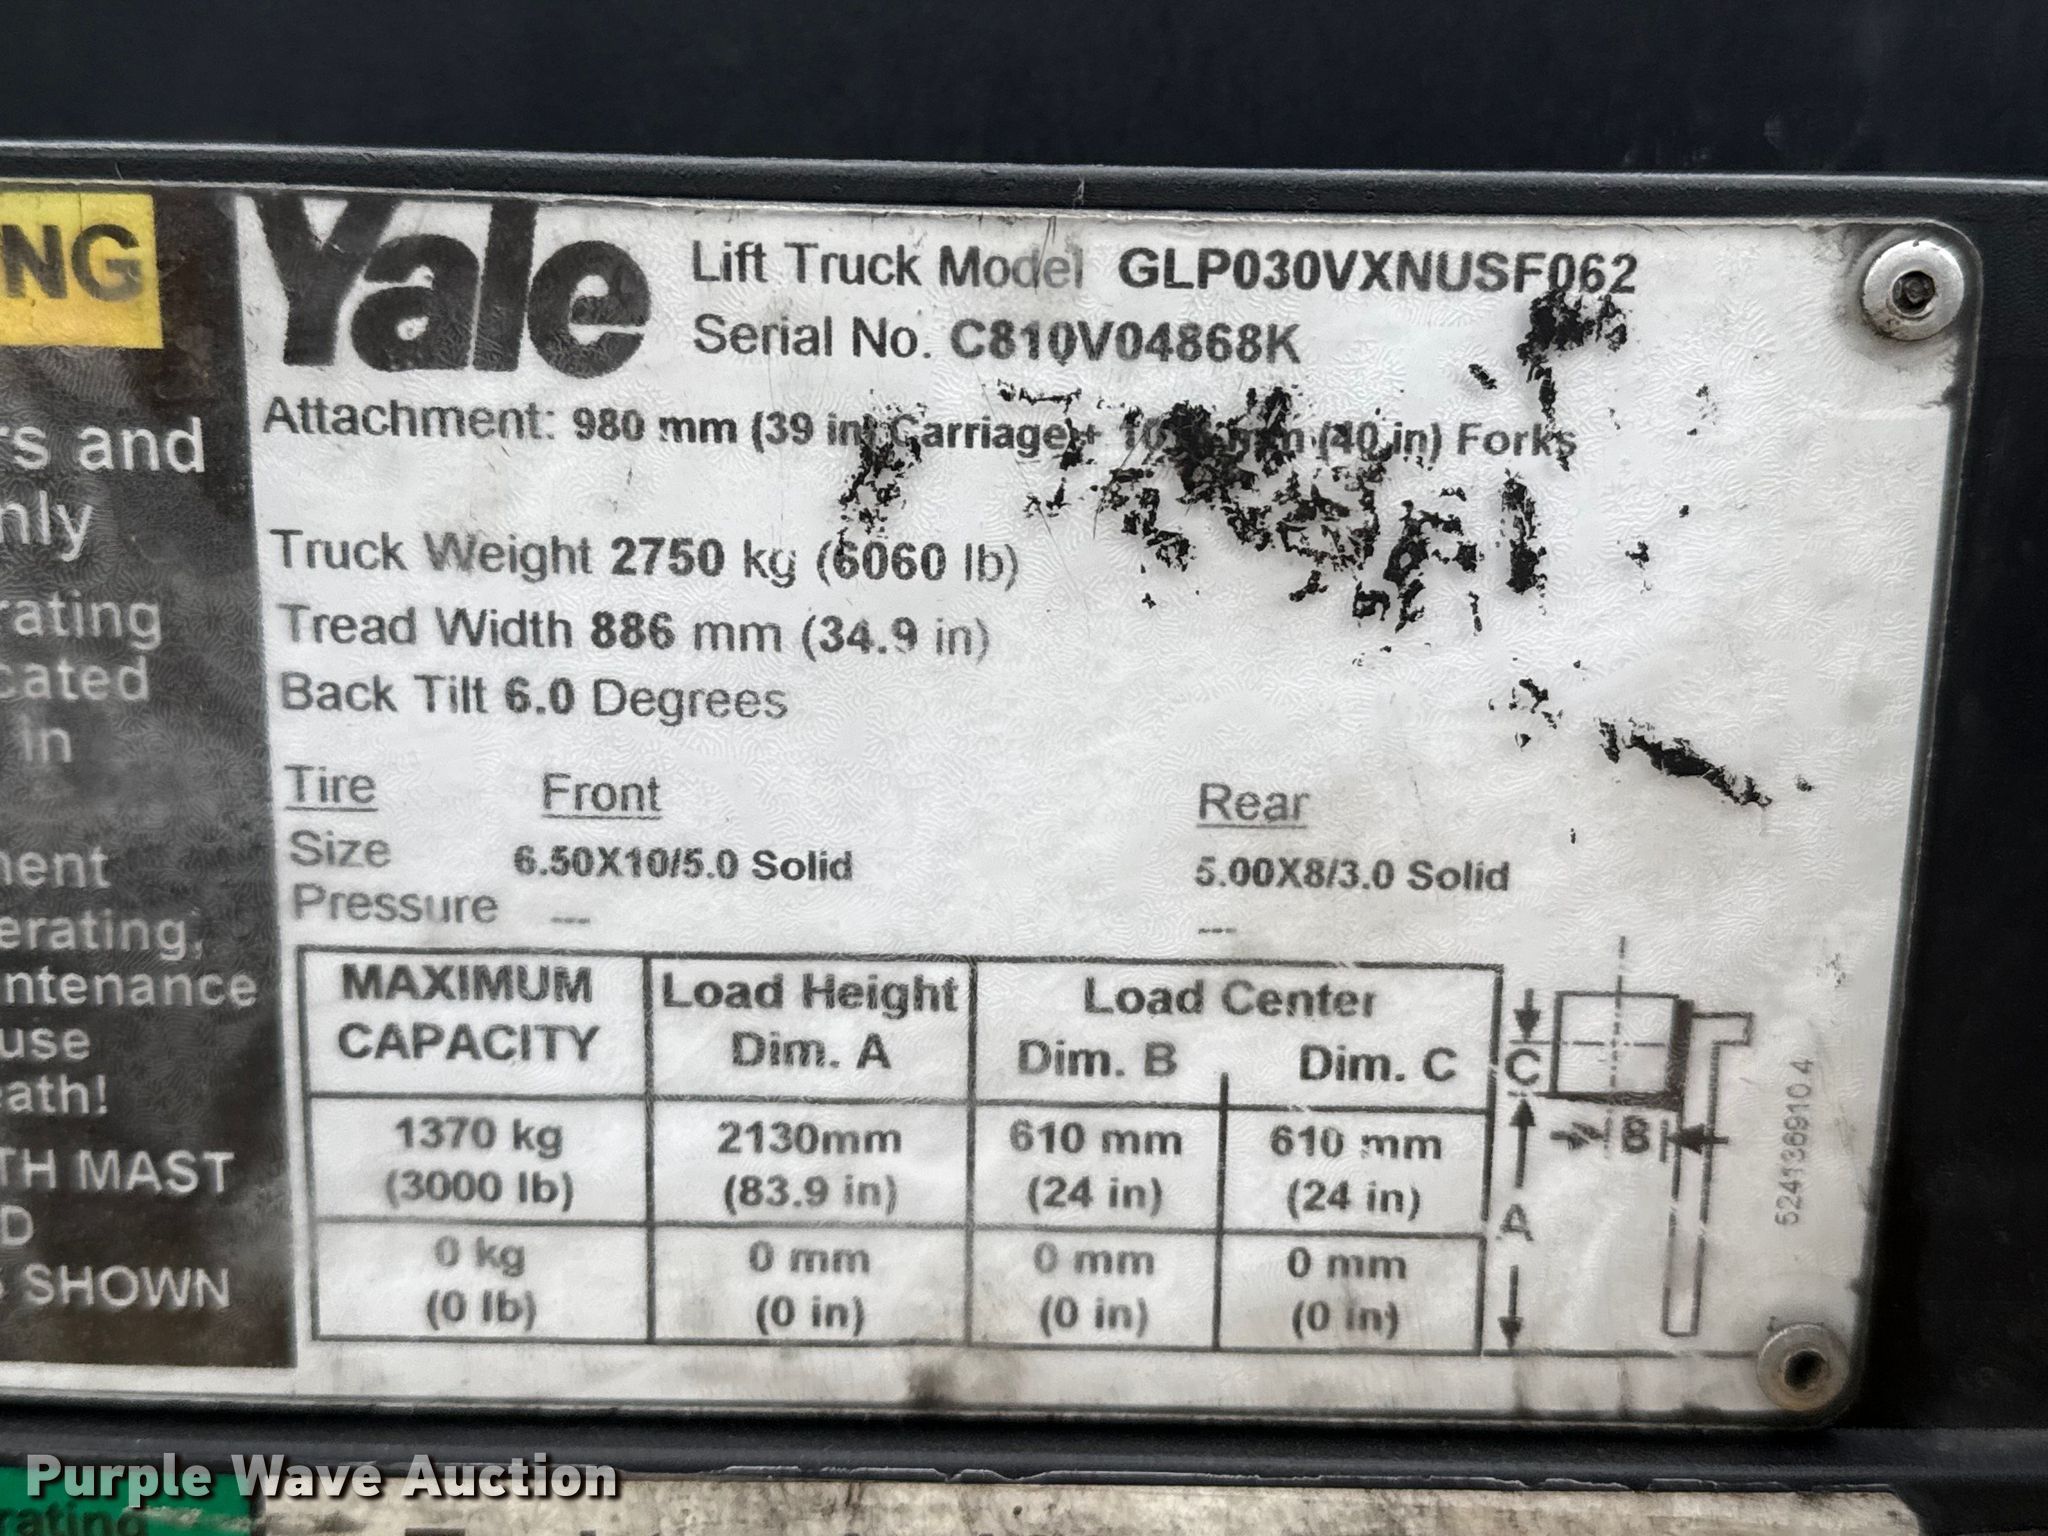 NG
rs and
nly
rating
cated
in
ment
erating,
intenance
use
eath!
TH MAST
D
SHOWN
Yale
Lift Truck Model GLP030VXNUSF062
Serial No. C810V04868K
Attachment: 980 mm (39 in) Carriage + mm (40 in) Forks
Truck Weight 2750 kg (6060 lb)
Tread Width 886 mm (34.9 in)
Back Tilt 6.0 Degrees
Tire Front Rear
Size 6.50X10/5.0 Solid 5.00X8/3.0 Solid
Pressure --- ---
MAXIMUM CAPACITY Load Height Dim. A Load Center Dim. B Dim. C
1370 kg 2130mm 610 mm 610 mm
(3000 lb) (83.9 in) (24 in) (24 in)
0 kg 0 mm 0 mm 0 mm
(0 lb) (0 in) (0 in) (0 in)
C
B
A
524136910 4
Purple Wave Auction
rating